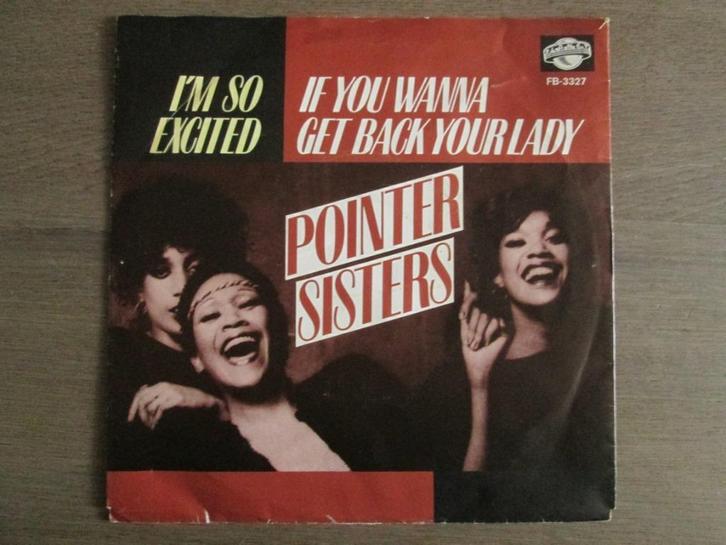 I'M SO
EXCITED
IF YOU WANNA
GET BACK YOUR LADY
FB-3327
POINTER
SISTERS